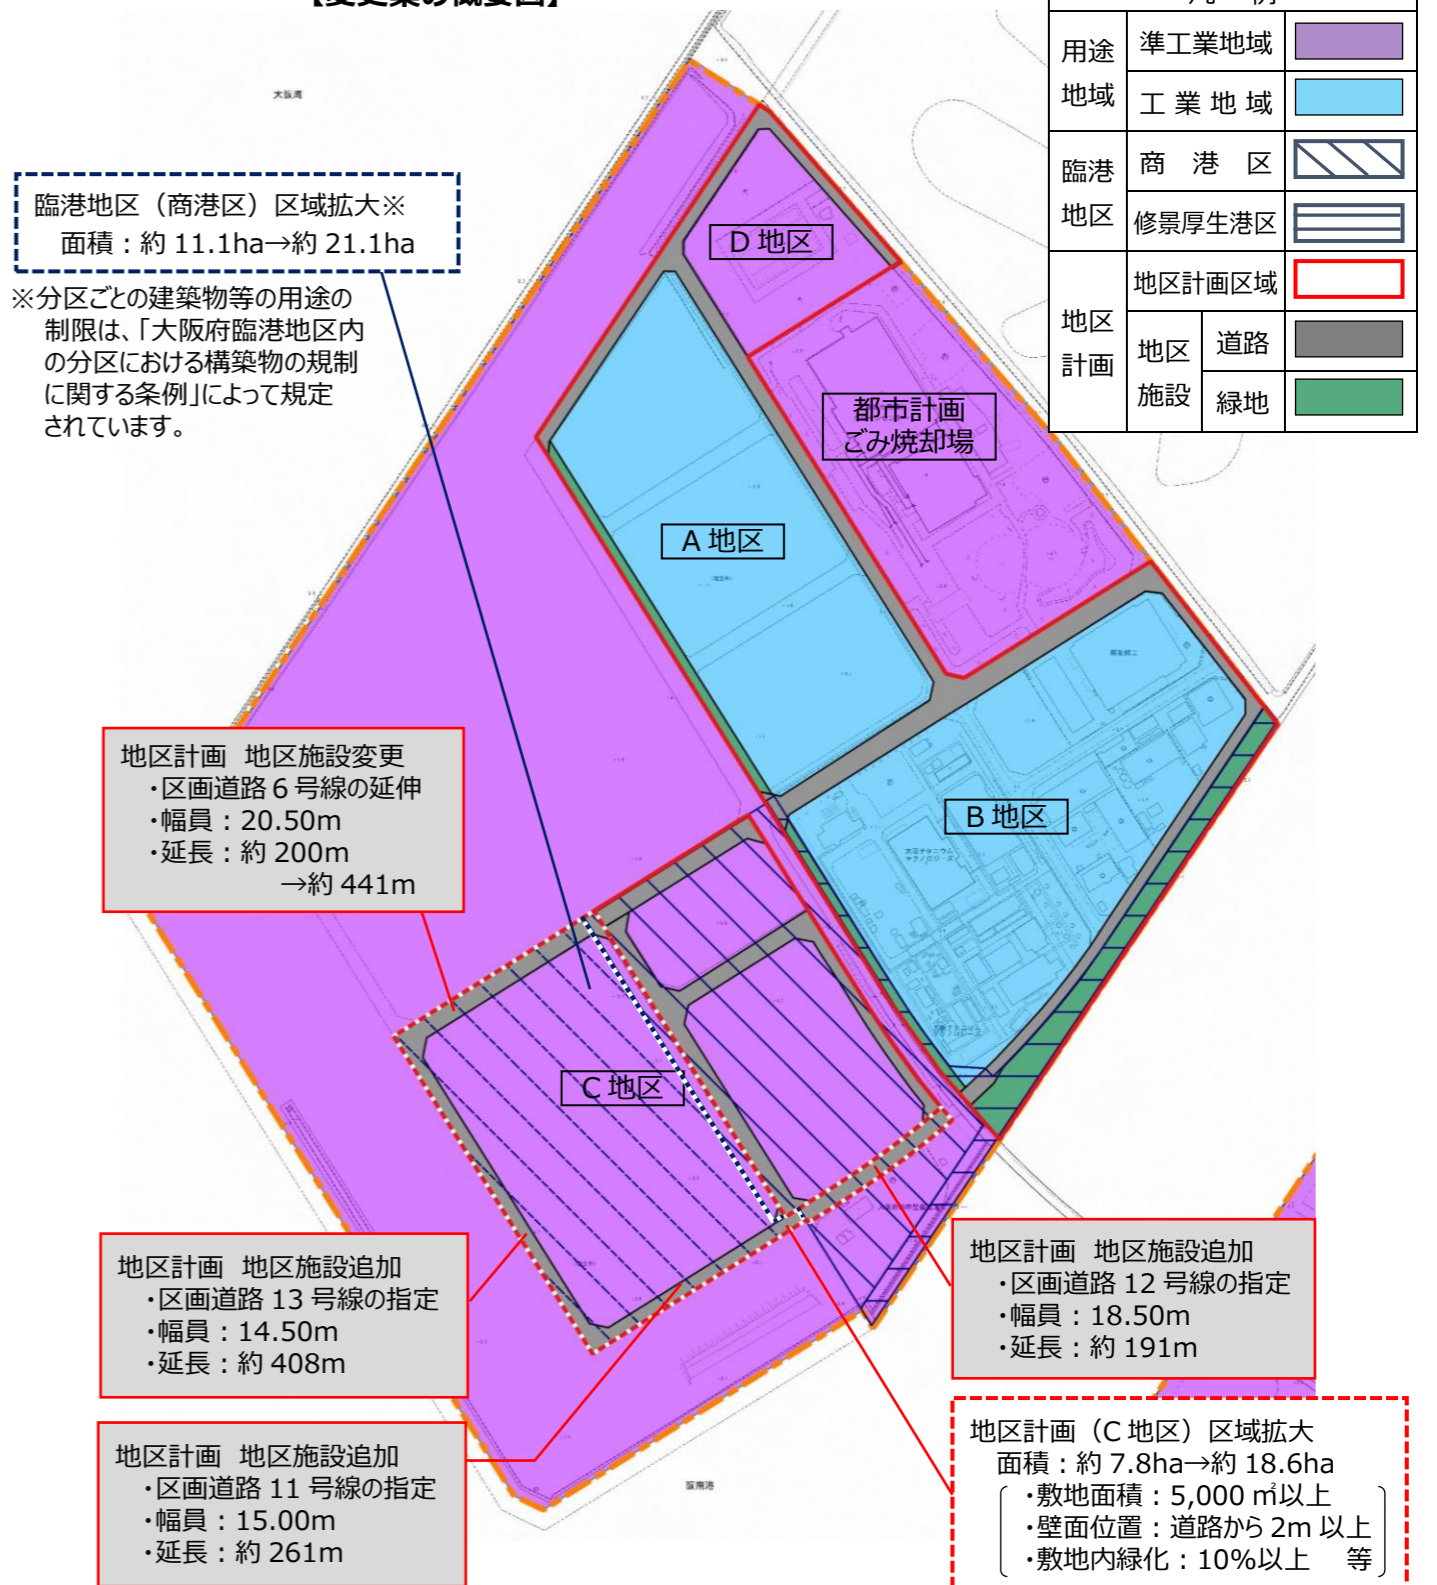 【変更案の概要図】
凡 例
用途地域
準工業地域
工業地域
臨港地区
商港区
修景厚生港区
地区計画
地区計画区域
地区施設
道路
緑地
大阪湾
臨港地区（商港区）区域拡大※
面積：約 11.1ha→約 21.1ha
※分区ごとの建築物等の用途の
制限は、「大阪府臨港地区内
の分区における構築物の規制
に関する条例」によって規定
されています。
D 地区
都市計画
ごみ焼却場
A 地区
B 地区
大阪チタニウム
テクノロジーズ
C 地区
地区計画 地区施設変更
・区画道路 6 号線の延伸
・幅員：20.50m
・延長：約 200m
→約 441m
地区計画 地区施設追加
・区画道路 13 号線の指定
・幅員：14.50m
・延長：約 408m
地区計画 地区施設追加
・区画道路 12 号線の指定
・幅員：18.50m
・延長：約 191m
地区計画 地区施設追加
・区画道路 11 号線の指定
・幅員：15.00m
・延長：約 261m
地区計画（C 地区）区域拡大
面積：約 7.8ha→約 18.6ha
・敷地面積：5,000 ㎡以上
・壁面位置：道路から 2m 以上
・敷地内緑化：10%以上 等
阪南港